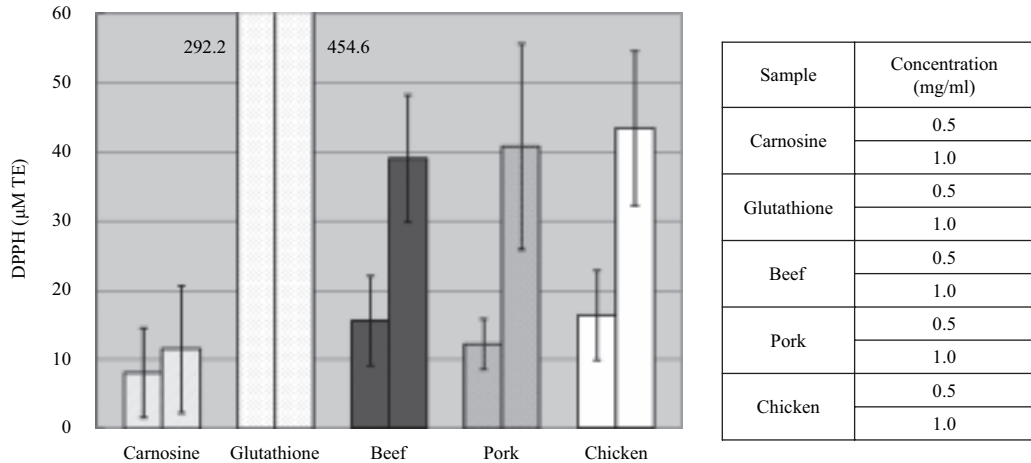 60
50
40
30
20
10
0
DPPH (μM TE)
292.2
454.6
Carnosine Glutathione Beef Pork Chicken
Sample Concentration
(mg/ml)
Carnosine
0.5
1.0
Glutathione
0.5
1.0
Beef
0.5
1.0
Pork
0.5
1.0
Chicken
0.5
1.0